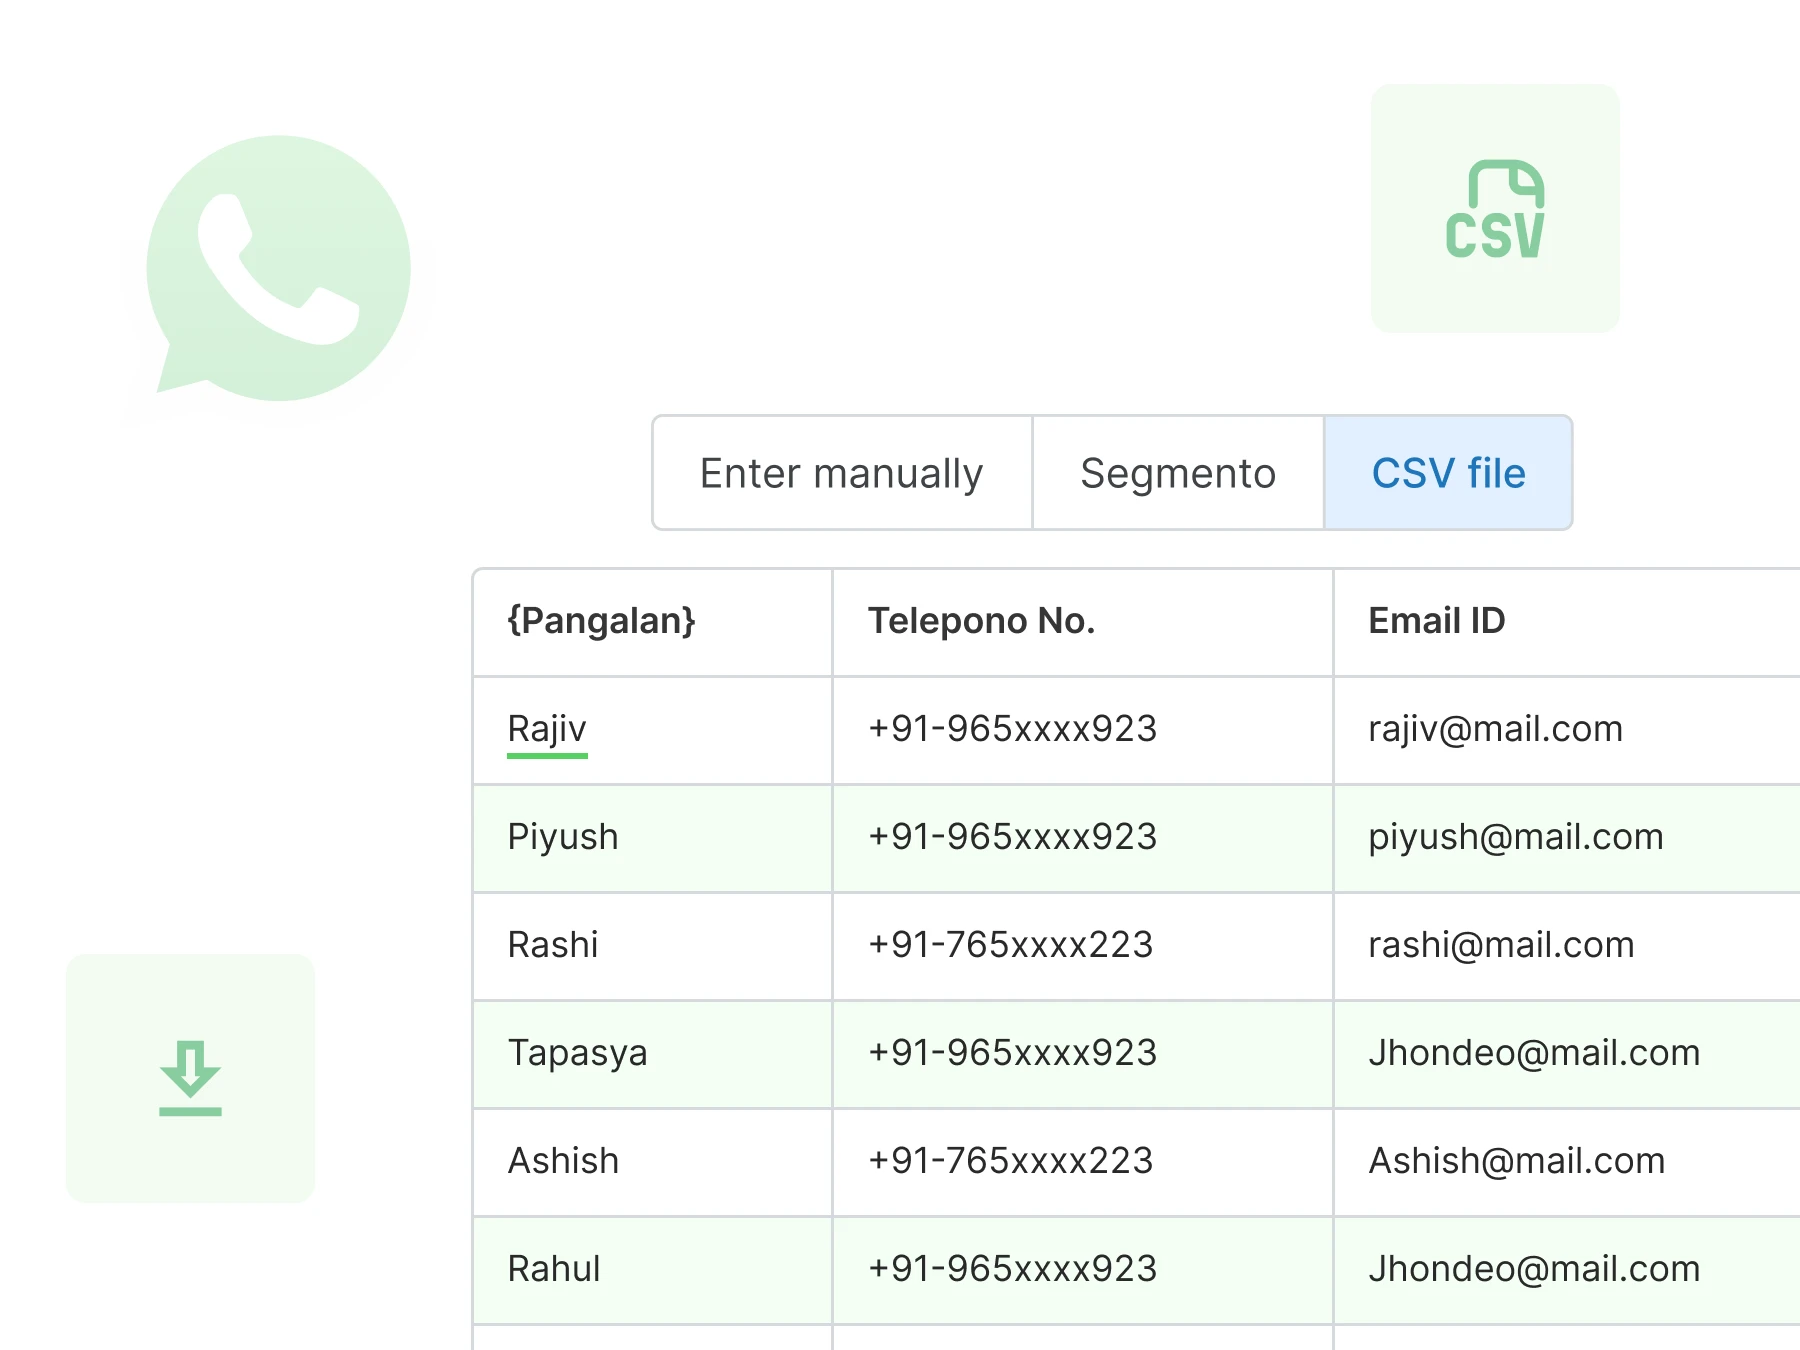 CSV
Enter manually Segmento CSV file
{Pangalan} Telepono No. Email ID
Rajiv +91-965xxxx923 rajiv@mail.com
Piyush +91-965xxxx923 piyush@mail.com
Rashi +91-765xxxx223 rashi@mail.com
Tapasya +91-965xxxx923 Jhondeo@mail.com
Ashish +91-765xxxx223 Ashish@mail.com
Rahul +91-965xxxx923 Jhondeo@mail.com